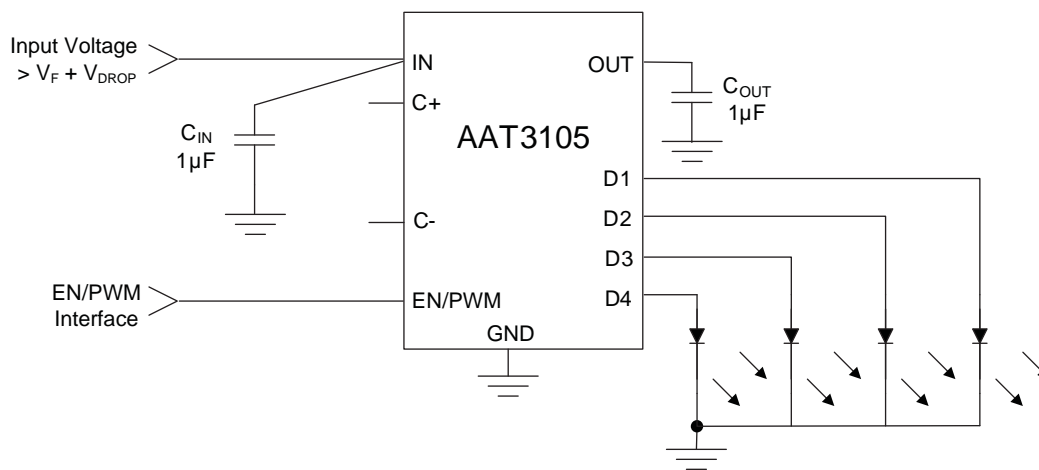 Input Voltage
> V_F + V_DROP
IN
C+
C_IN
1µF
C-
EN/PWM
Interface
EN/PWM
GND
AAT3105
OUT
C_OUT
1µF
D1
D2
D3
D4